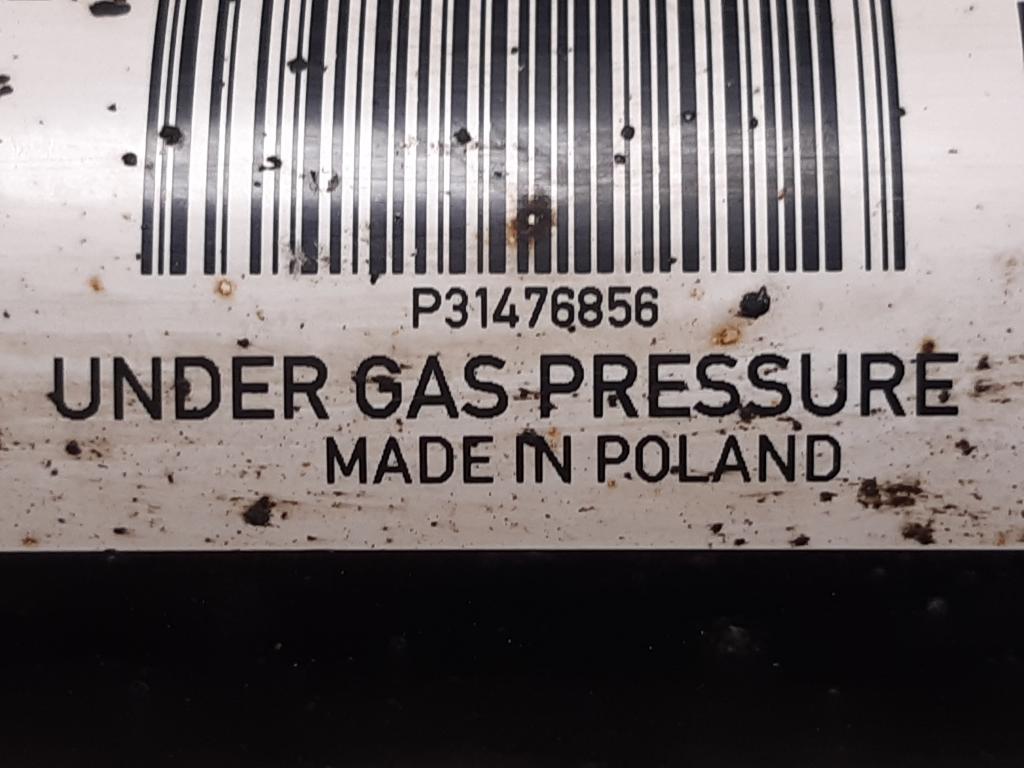 P31476856
UNDER GAS PRESSURE
MADE IN POLAND